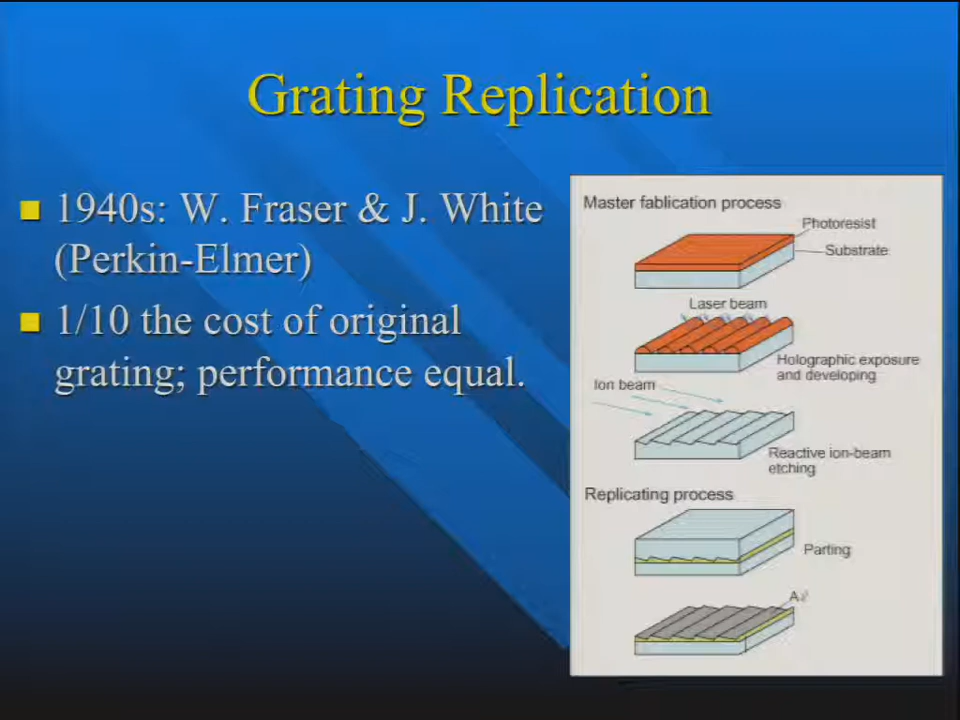 Grating Replication
1940s: W. Fraser & J. White
(Perkin-Elmer)
1/10 the cost of original
grating; performance equal.
Master fablication process
Photoresist
Substrate
Laser beam
Holographic exposure
and developing
Ion beam
Reactive ion-beam
etching
Replicating process
Parting